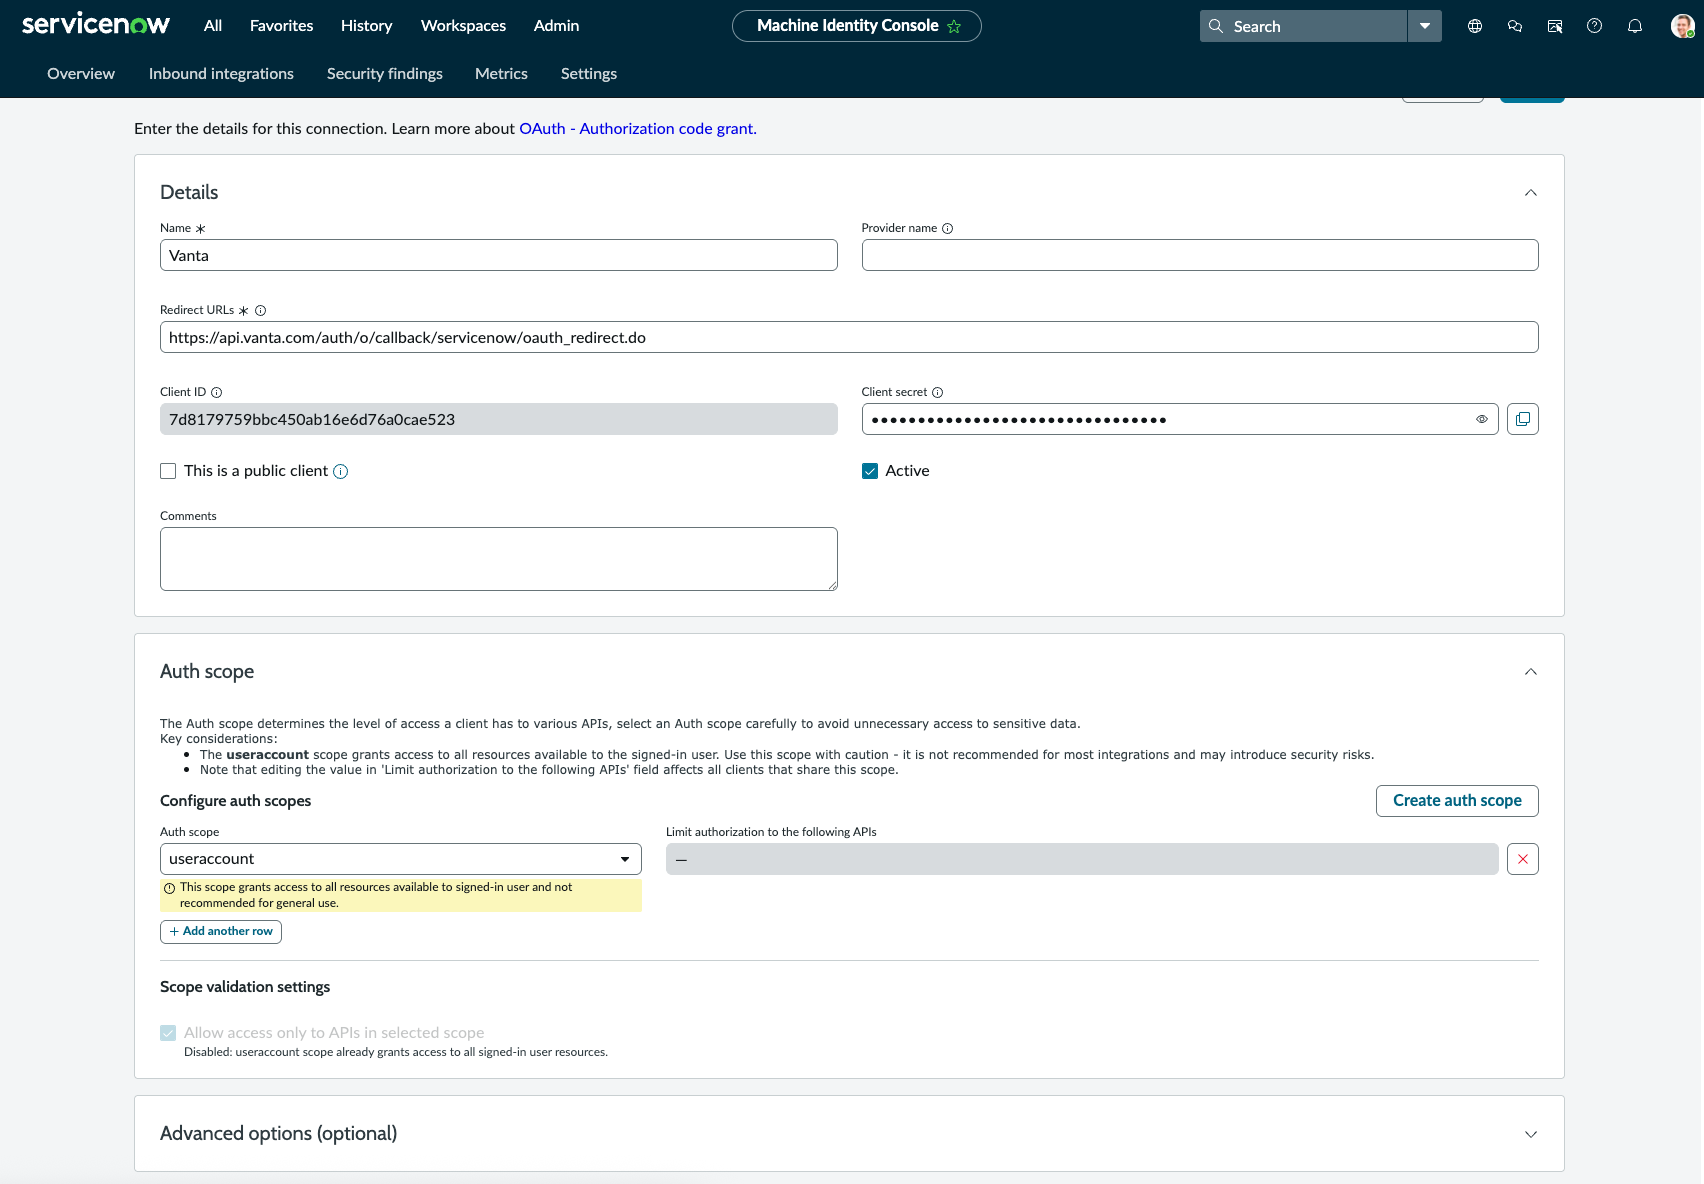 servicenow
All
Favorites
History
Workspaces
Admin
Machine Identity Console
Search
Overview
Inbound integrations
Security findings
Metrics
Settings
Enter the details for this connection. Learn more about OAuth - Authorization code grant.
Details
Name
Provider name
Vanta
Redirect URLs
https://api.vanta.com/auth/o/callback/servicenow/oauth_redirect.do
Client ID
Client secret
7d8179759bbc450ab16e6d76a0cae523
••••••••••••••••••••••••••••••••
This is a public client
Active
Comments
Auth scope
The Auth scope determines the level of access a client has to various APIs, select an Auth scope carefully to avoid unnecessary access to sensitive data.
Key considerations:
• The useraccount scope grants access to all resources available to the signed-in user. Use this scope with caution - it is not recommended for most integrations and may introduce security risks.
• Note that editing the value in 'Limit authorization to the following APIs' field affects all clients that share this scope.
Configure auth scopes
Create auth scope
Auth scope
Limit authorization to the following APIs
useraccount
—
This scope grants access to all resources available to signed-in user and not
recommended for general use.
+ Add another row
Scope validation settings
Allow access only to APIs in selected scope
Disabled: useraccount scope already grants access to all signed-in user resources.
Advanced options (optional)